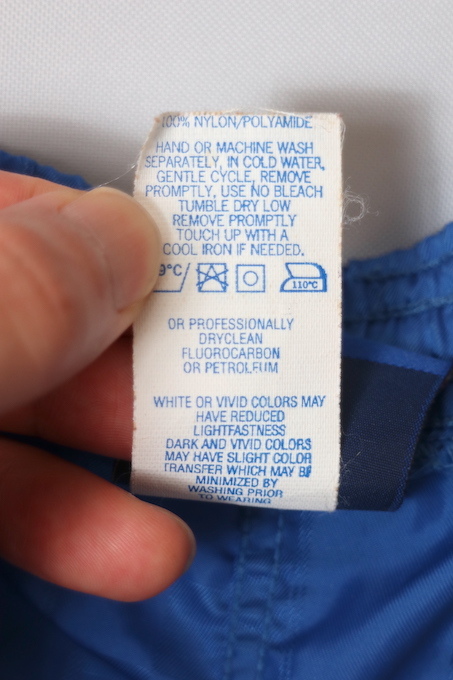 100% NYLON/POLYAMIDE
HAND OR MACHINE WASH
SEPARATELY, IN COLD WATER,
GENTLE CYCLE, REMOVE
PROMPTLY, USE NO BLEACH
TUMBLE DRY LOW
REMOVE PROMPTLY
TOUCH UP WITH A
COOL IRON IF NEEDED.
9°C 110°C
OR PROFESSIONALLY
DRYCLEAN
FLUOROCARBON
OR PETROLEUM
WHITE OR VIVID COLORS MAY
HAVE REDUCED
LIGHTFASTNESS
DARK AND VIVID COLORS
MAY HAVE SLIGHT COLOR
TRANSFER WHICH MAY BE
MINIMIZED BY
WASHING PRIOR
TO WEARING